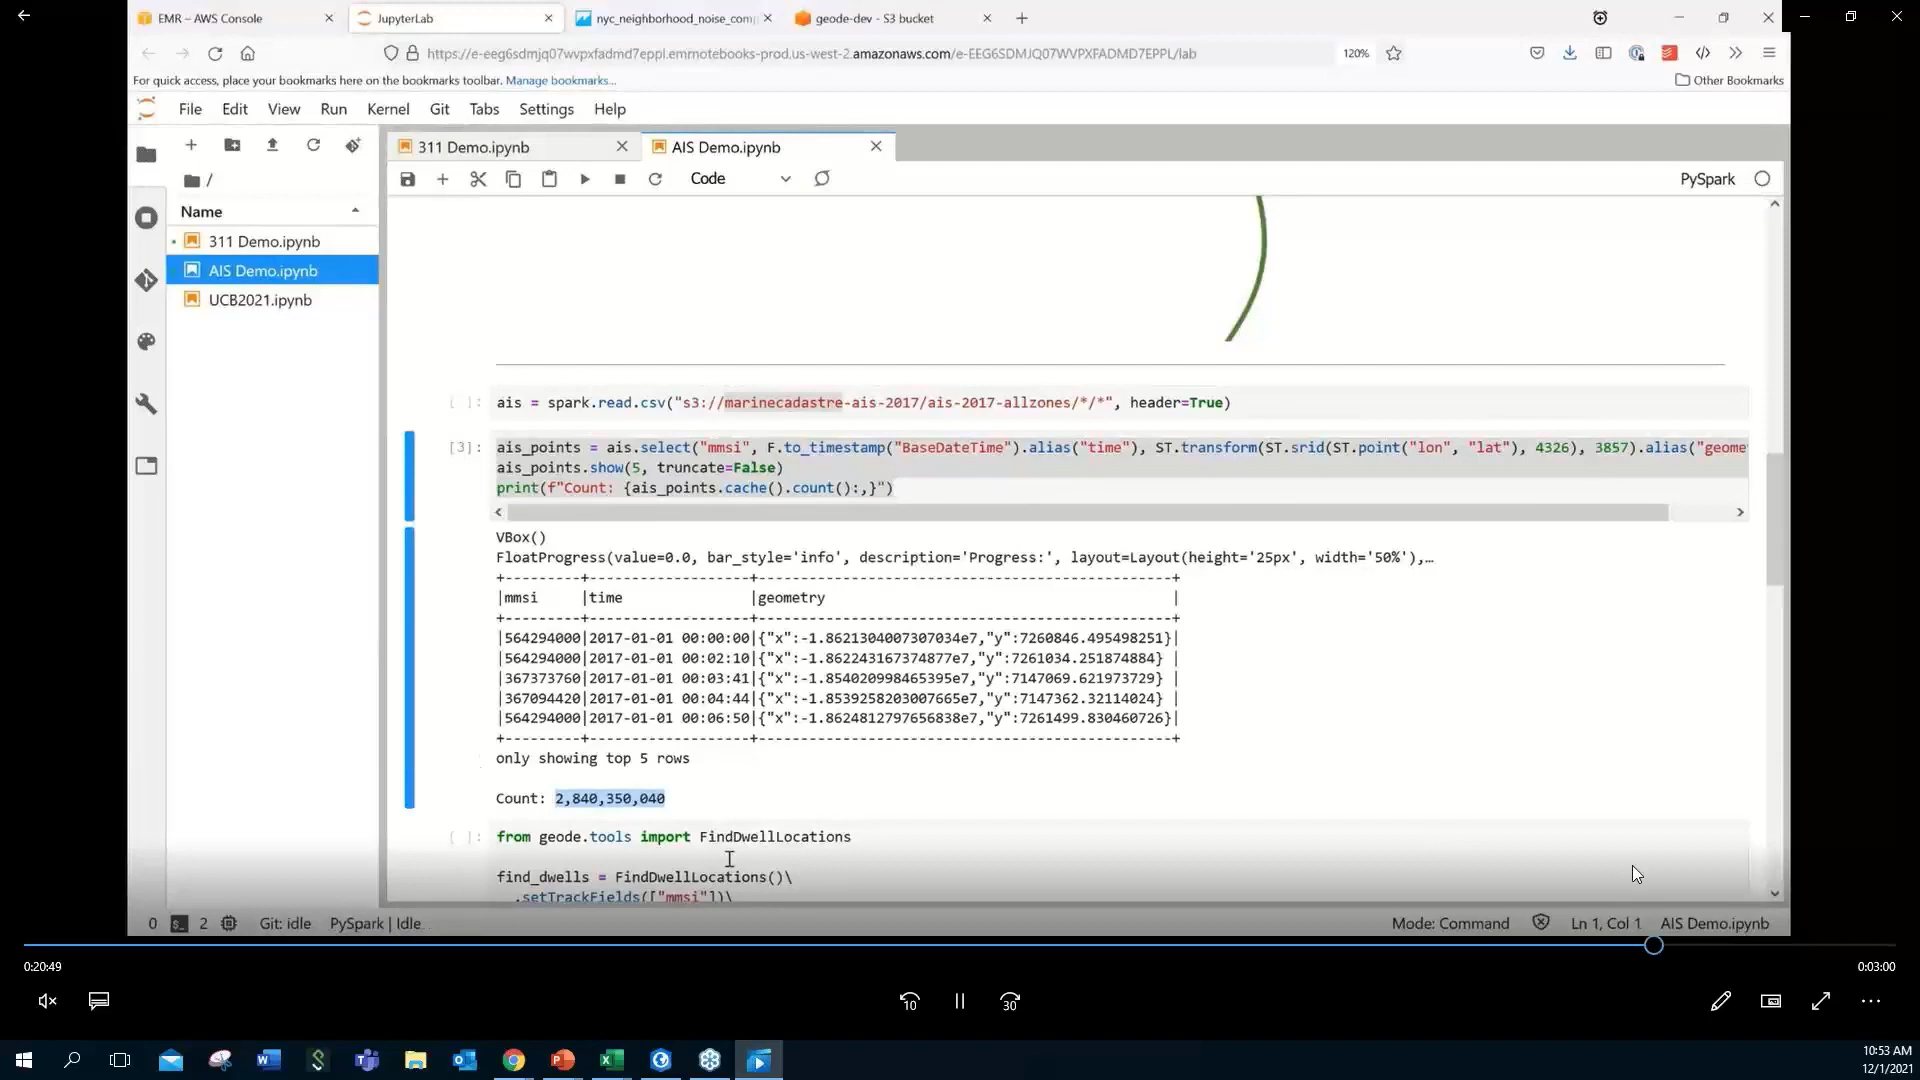 EMR – AWS Console
JupyterLab
nyc_neighborhood_noise_com
geode-dev - S3 bucket
https://e-eeg6sdmjq07wvpxfadmd7eppl.emrnotebooks-prod.us-west-2.amazonaws.com/e-EEG6SDMJQ07WVPXFADMD7EPPL/lab
120%
For quick access, place your bookmarks here on the bookmarks toolbar. Manage bookmarks...
Other Bookmarks
File Edit View Run Kernel Git Tabs Settings Help
311 Demo.ipynb
AIS Demo.ipynb
Code
PySpark
/
Name
311 Demo.ipynb
AIS Demo.ipynb
UCB2021.ipynb
[ ]: ais = spark.read.csv("s3://marinecadastre-ais-2017/ais-2017-allzones/*/*", header=True)
[3]: ais_points = ais.select("mmsi", F.to_timestamp("BaseDateTime").alias("time"), ST.transform(ST.srid(ST.point("lon", "lat"), 4326), 3857).alias("geome
ais_points.show(5, truncate=False)
print(f"Count: {ais_points.cache().count():,}")
VBox()
FloatProgress(value=0.0, bar_style='info', description='Progress:', layout=Layout(height='25px', width='50%'),…
+---------+-------------------+-------------------------------------------------+
|mmsi |time |geometry |
+---------+-------------------+-------------------------------------------------+
|564294000|2017-01-01 00:00:00|{"x":-1.8621304007307034e7,"y":7260846.495498251}|
|564294000|2017-01-01 00:02:10|{"x":-1.862243167374877e7,"y":7261034.251874884} |
|367373760|2017-01-01 00:03:41|{"x":-1.854020998465395e7,"y":7147069.621973729} |
|367094420|2017-01-01 00:04:44|{"x":-1.8539258203007665e7,"y":7147362.32114024} |
|564294000|2017-01-01 00:06:50|{"x":-1.8624812797656838e7,"y":7261499.830460726}|
+---------+-------------------+-------------------------------------------------+
only showing top 5 rows
Count: 2,840,350,040
[ ]: from geode.tools import FindDwellLocations
find_dwells = FindDwellLocations()\
.setTrackFields(["mmsi"])\
0
2
Git: idle
PySpark | Idle
Mode: Command
Ln 1, Col 1
AIS Demo.ipynb
0:20:49
0:03:00
10
30
10:53 AM
12/1/2021